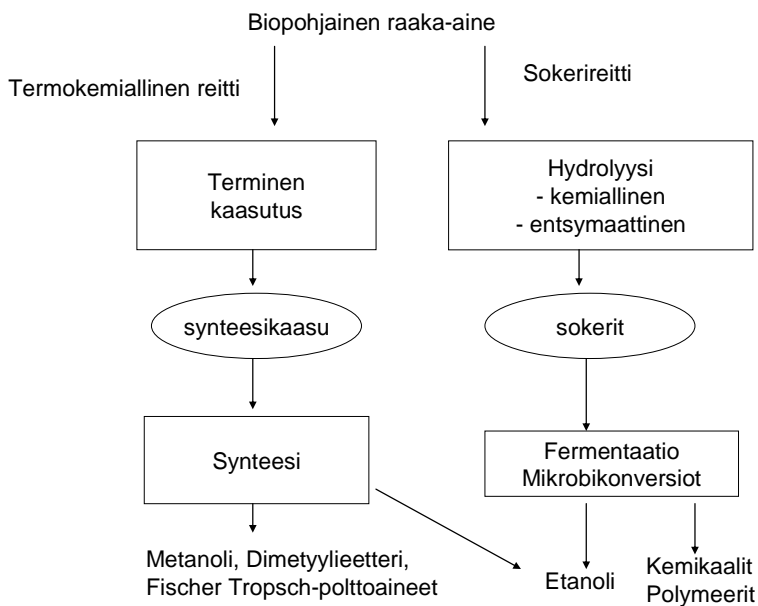 Biopohjainen raaka-aine
Termokemiallinen reitti
Sokerireitti
Terminen
kaasutus
Hydrolyysi
- kemiallinen
- entsymaattinen
synteesikaasu
sokerit
Synteesi
Fermentaatio
Mikrobikonversiot
Metanoli, Dimetyylieetteri,
Fischer Tropsch-polttoaineet
Etanoli
Kemikaalit
Polymeerit